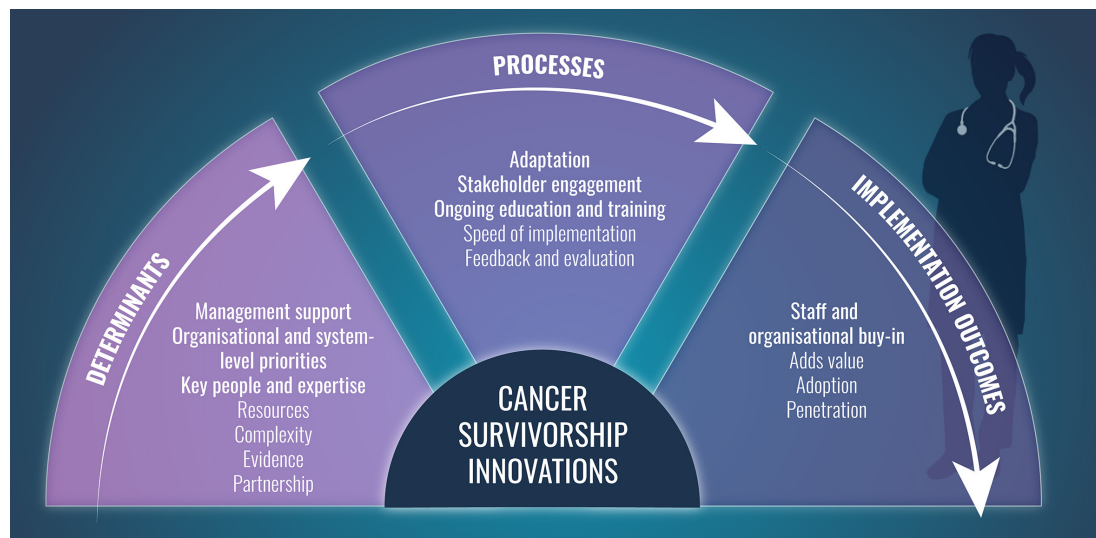 DETERMINANTS
Management support
Organisational and system-
level priorities
Key people and expertise
Resources
Complexity
Evidence
Partnership
PROCESSES
Adaptation
Stakeholder engagement
Ongoing education and training
Speed of implementation
Feedback and evaluation
IMPLEMENTATION OUTCOMES
Staff and
organisational buy-in
Adds value
Adoption
Penetration
CANCER
SURVIVORSHIP
INNOVATIONS